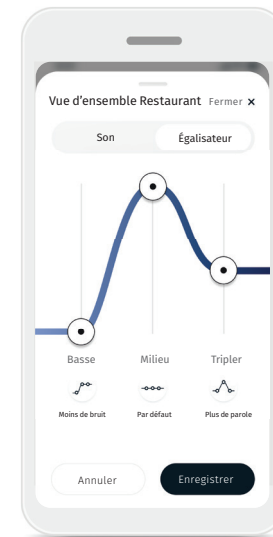 Vue d'ensemble Restaurant Fermer ×
Son Égalisateur
Basse Milieu Tripler
Moins de bruit Par défaut Plus de parole
Annuler Enregistrer